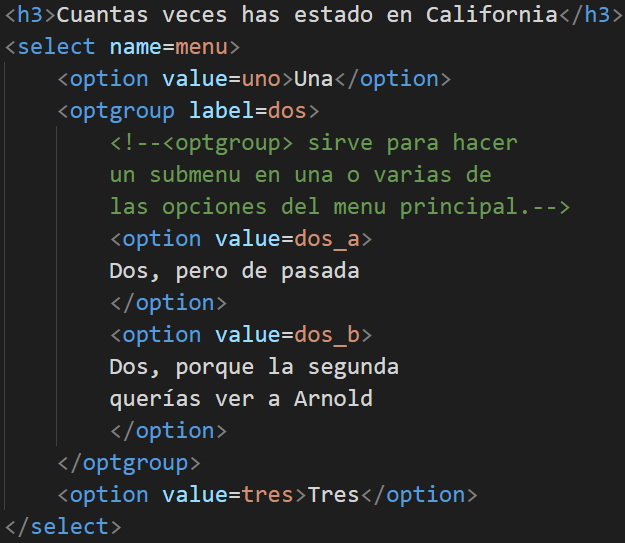 <h3>Cuantas veces has estado en California</h3>
<select name=menu>
<option value=uno>Una</option>
<optgroup label=dos>
<!--<optgroup> sirve para hacer
un submenu en una o varias de
las opciones del menu principal.-->
<option value=dos_a>
Dos, pero de pasada
</option>
<option value=dos_b>
Dos, porque la segunda
querías ver a Arnold
</option>
</optgroup>
<option value=tres>Tres</option>
</select>